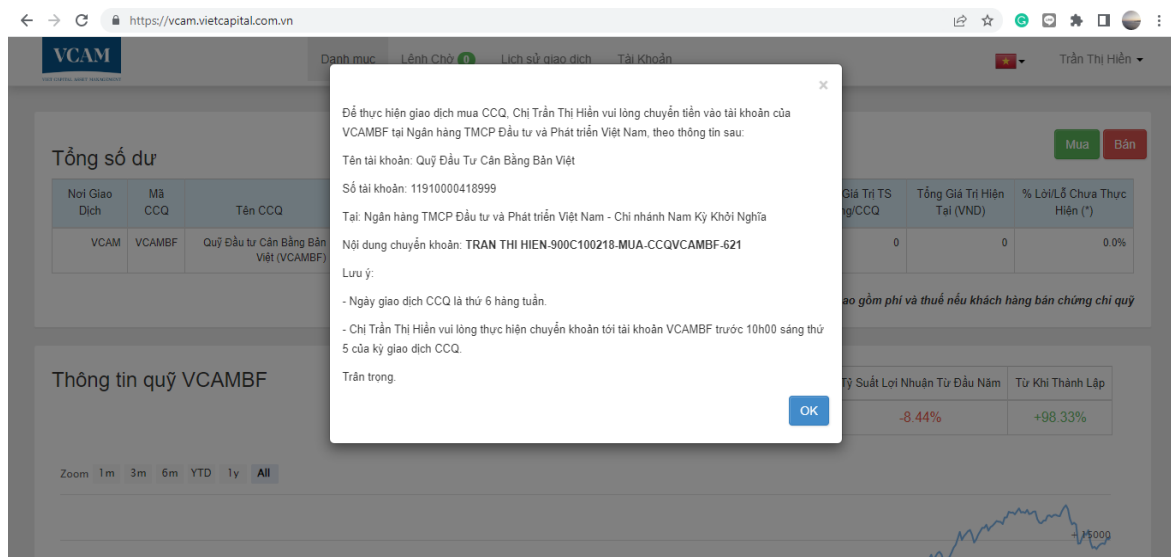 https://vcam.vietcapital.com.vn
VCAM
VIET CAPITAL ASSET MANAGEMENT
Danh mục Lệnh Chờ 0 Lịch sử giao dịch Tài Khoản
Trần Thị Hiền
×
Để thực hiện giao dịch mua CCQ, Chị Trần Thị Hiền vui lòng chuyển tiền vào tài khoản của
VCAMBF tại Ngân hàng TMCP Đầu tư và Phát triển Việt Nam, theo thông tin sau:
Tên tài khoản: Quỹ Đầu Tư Cân Bằng Bản Việt
Số tài khoản: 11910000418999
Tại: Ngân hàng TMCP Đầu tư và Phát triển Việt Nam - Chi nhánh Nam Kỳ Khởi Nghĩa
Nội dung chuyển khoản: TRAN THI HIEN-900C100218-MUA-CCQVCAMBF-621
Lưu ý:
- Ngày giao dịch CCQ là thứ 6 hàng tuần.
- Chị Trần Thị Hiền vui lòng thực hiện chuyển khoản tới tài khoản VCAMBF trước 10h00 sáng thứ
5 của kỳ giao dịch CCQ.
Trân trọng.
OK
Tổng số dư
Mua Bán
Nơi Giao
Dịch
Mã
CCQ
Tên CCQ
Giá Trị TS
/CCQ
Tổng Giá Trị Hiện
Tại (VND)
% Lời/Lỗ Chưa Thực
Hiện (*)
VCAM VCAMBF
Quỹ Đầu tư Cân Bằng Bản
Việt (VCAMBF)
0 0 0.0%
gồm phí và thuế nếu khách hàng bán chứng chỉ quỹ
Thông tin quỹ VCAMBF
Tỷ Suất Lợi Nhuận Từ Đầu Năm Từ Khi Thành Lập
-8.44% +98.33%
Zoom 1m 3m 6m YTD 1y All
15000